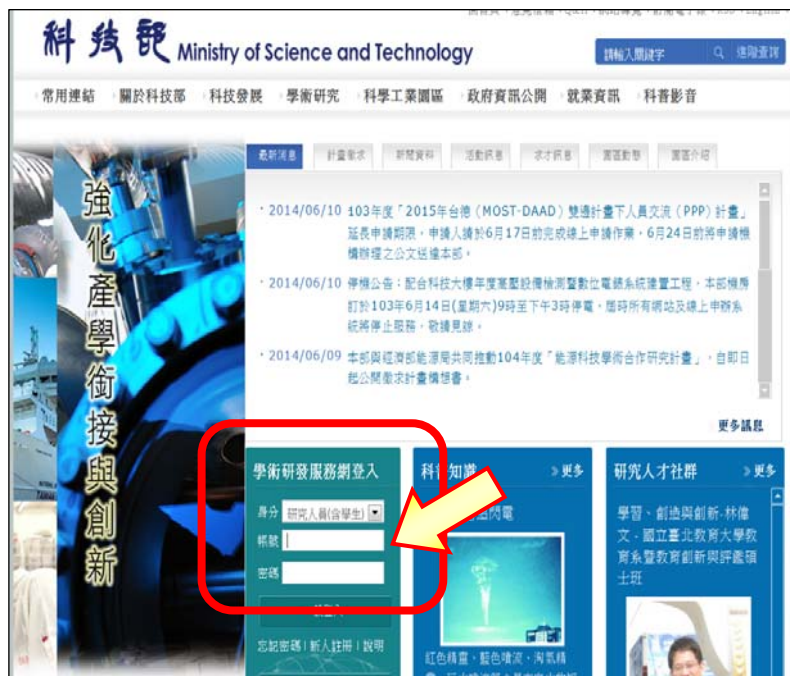 科技部 Ministry of Science and Technology
請輸入關鍵字 進階查詢
常用連結 關於科技部 科技發展 學術研究 科學工業園區 政府資訊公開 就業資訊 科普影音
最新消息 計畫徵求 新聞資料 活動訊息 求才訊息 園區動態 園區介紹
2014/06/10 103年度「2015年台德(MOST-DAAD)雙邊計畫下人員交流(PPP)計畫」
延長申請期限,申請人請於6月17日前完成線上申請作業,6月24日前將申請機
構辦理之公文送達本部。
2014/06/10 停機公告:配合科技大樓年度高壓設備檢測暨數位電錶系統建置工程,本部機房
訂於103年6月14日(星期六)9時至下午3時停電,屆時所有網站及線上申辦系
統將停止服務,敬請見諒。
2014/06/09 本部與經濟部能源局共同推動104年度「能源科技學術合作研究計畫」,自即日
起公開徵求計畫構想書。
更多訊息
強化產學銜接與創新
學術研發服務網登入
身分 研究人員(含學生)
帳號
密碼
忘記密碼 | 新人註冊 | 說明
科普知識 » 更多
閃電
紅色精靈、藍色噴流、淘氣精
研究人才社群 » 更多
學習、創造與創新-林偉
文-國立臺北教育大學教
育系暨教育創新與評鑑碩
士班